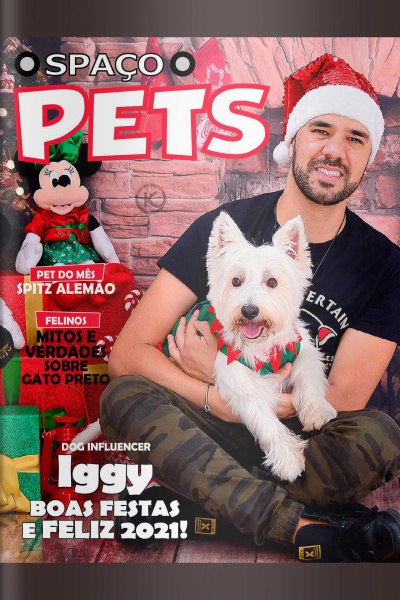 SPAÇO
PETS
PET DO MÊS
SPITZ ALEMÃO
FELINOS
MITOS E
VERDADES
SOBRE
GATO PRETO
DOG INFLUENCER
Iggy
BOAS FESTAS
E FELIZ 2021!